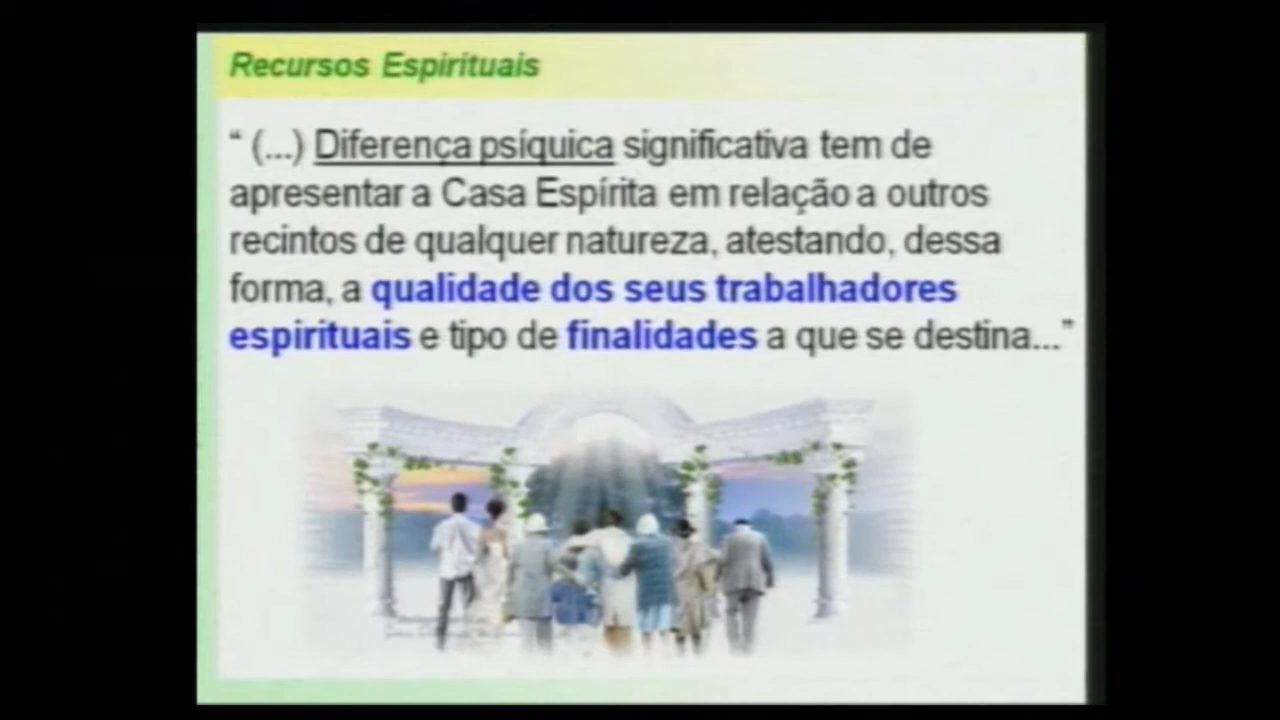 Recursos Espirituais
“ (...) Diferença psíquica significativa tem de
apresentar a Casa Espírita em relação a outros
recintos de qualquer natureza, atestando, dessa
forma, a qualidade dos seus trabalhadores
espirituais e tipo de finalidades a que se destina...”